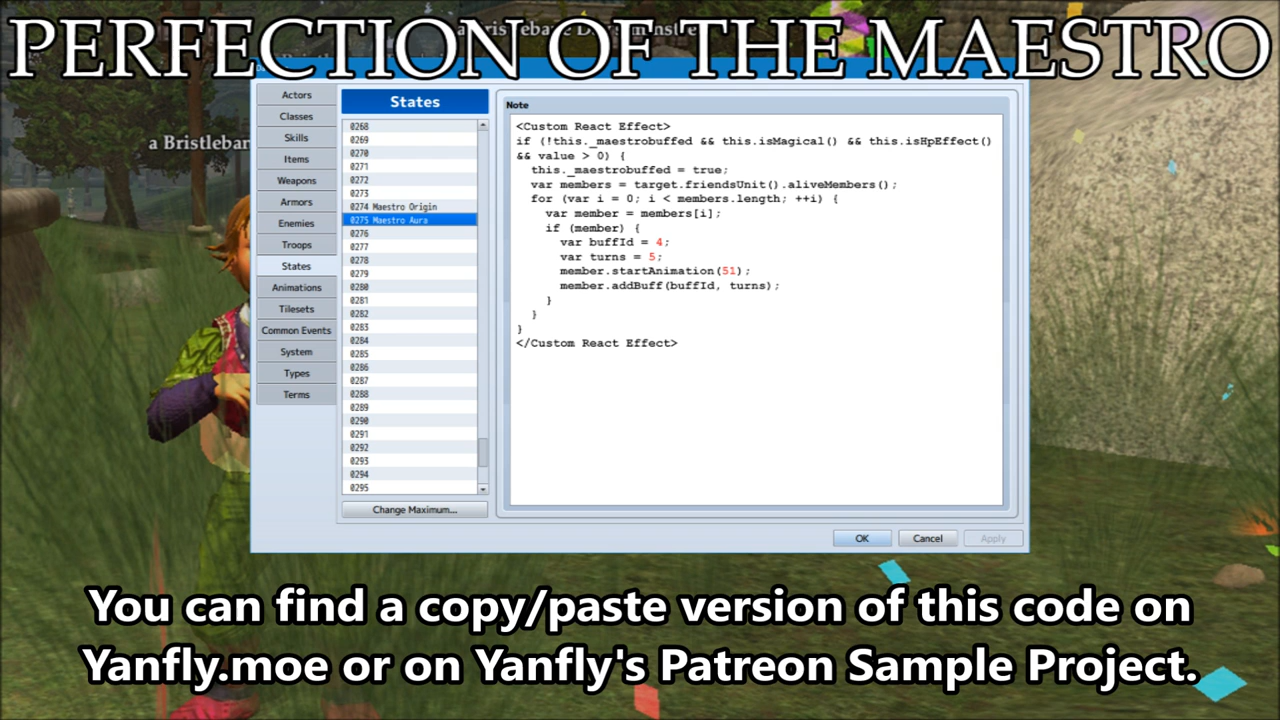 PERFECTION OF THE MAESTRO
a Bristleban
Actors
Classes
Skills
Items
Weapons
Armors
Enemies
Troops
States
Animations
Tilesets
Common Events
System
Types
Terms
States
0268
0269
0270
0271
0272
0273
0274 Maestro Origin
0275 Maestro Aura
0276
0277
0278
0279
0280
0281
0282
0283
0284
0285
0286
0287
0288
0289
0290
0291
0292
0293
0294
0295
Change Maximum...
Note
<Custom React Effect>
if (!this._maestrobuffed && this.isMagical() && this.isHpEffect()
&& value > 0) {
this._maestrobuffed = true;
var members = target.friendsUnit().aliveMembers();
for (var i = 0; i < members.length; ++i) {
var member = members[i];
if (member) {
var buffId = 4;
var turns = 5;
member.startAnimation(51);
member.addBuff(buffId, turns);
}
}
}
</Custom React Effect>
OK
Cancel
Apply
You can find a copy/paste version of this code on
Yanfly.moe or on Yanfly's Patreon Sample Project.